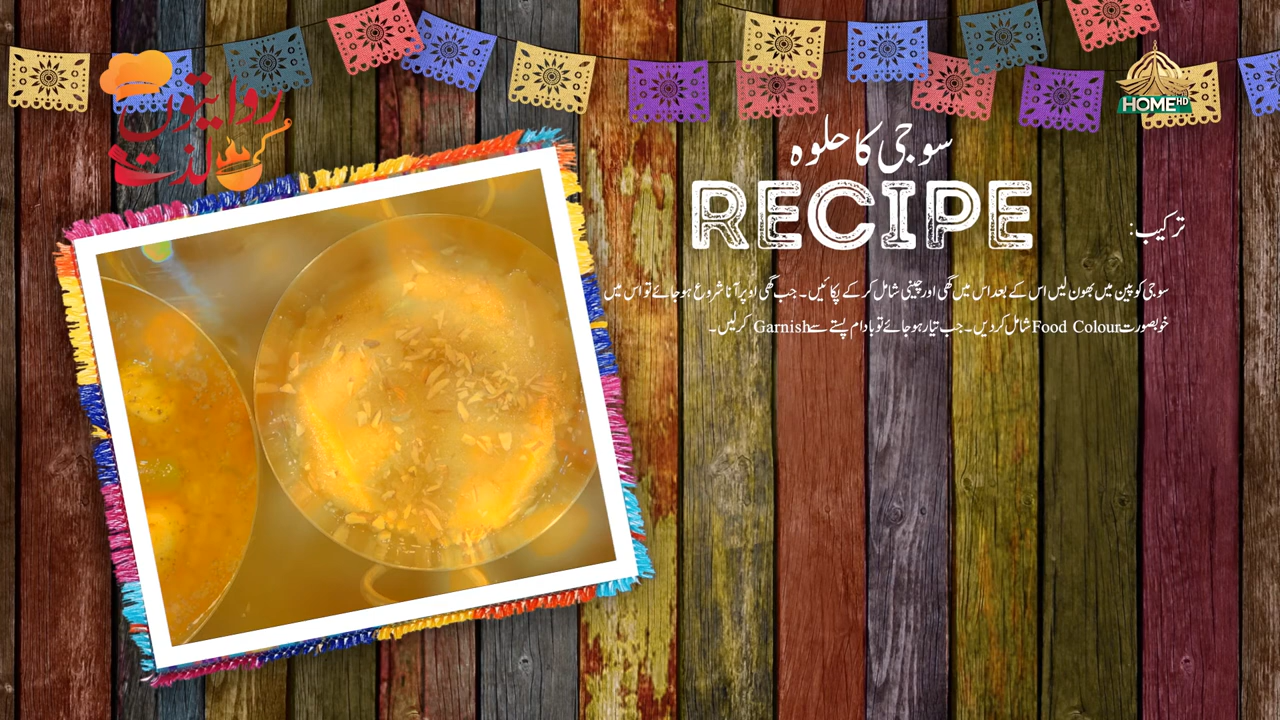 روایتوں
کی لذت
HOME HD
سوجی کا حلوہ
RECIPE
ترکیب:
سوجی کو پین میں بھون لیں اس کے بعد اس میں گھی اور چینی شامل کر کے پکائیں۔ جب گھی اوپر آنا شروع ہو جائے تو اس میں
خوبصورت Food Colour شامل کر دیں۔ جب تیار ہو جائے تو بادام پستے سے Garnish کر لیں۔